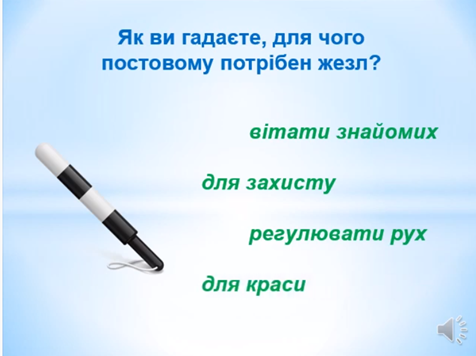 Як ви гадаєте, для чого
постовому потрібен жезл?
вітати знайомих
для захисту
регулювати рух
для краси